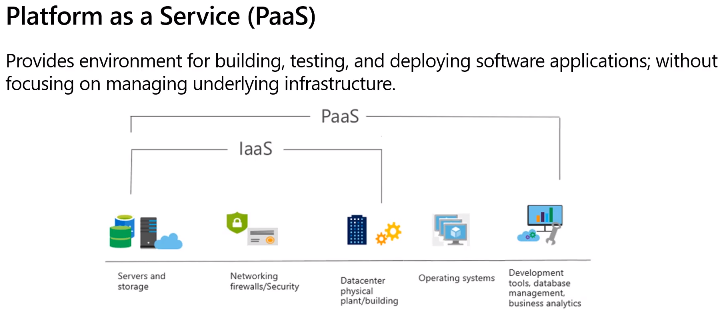 Platform as a Service (PaaS)
Provides environment for building, testing, and deploying software applications; without
focusing on managing underlying infrastructure.
PaaS
IaaS
Servers and
storage
Networking
firewalls/Security
Datacenter
physical
plant/building
Operating systems
Development
tools, database
management,
business analytics